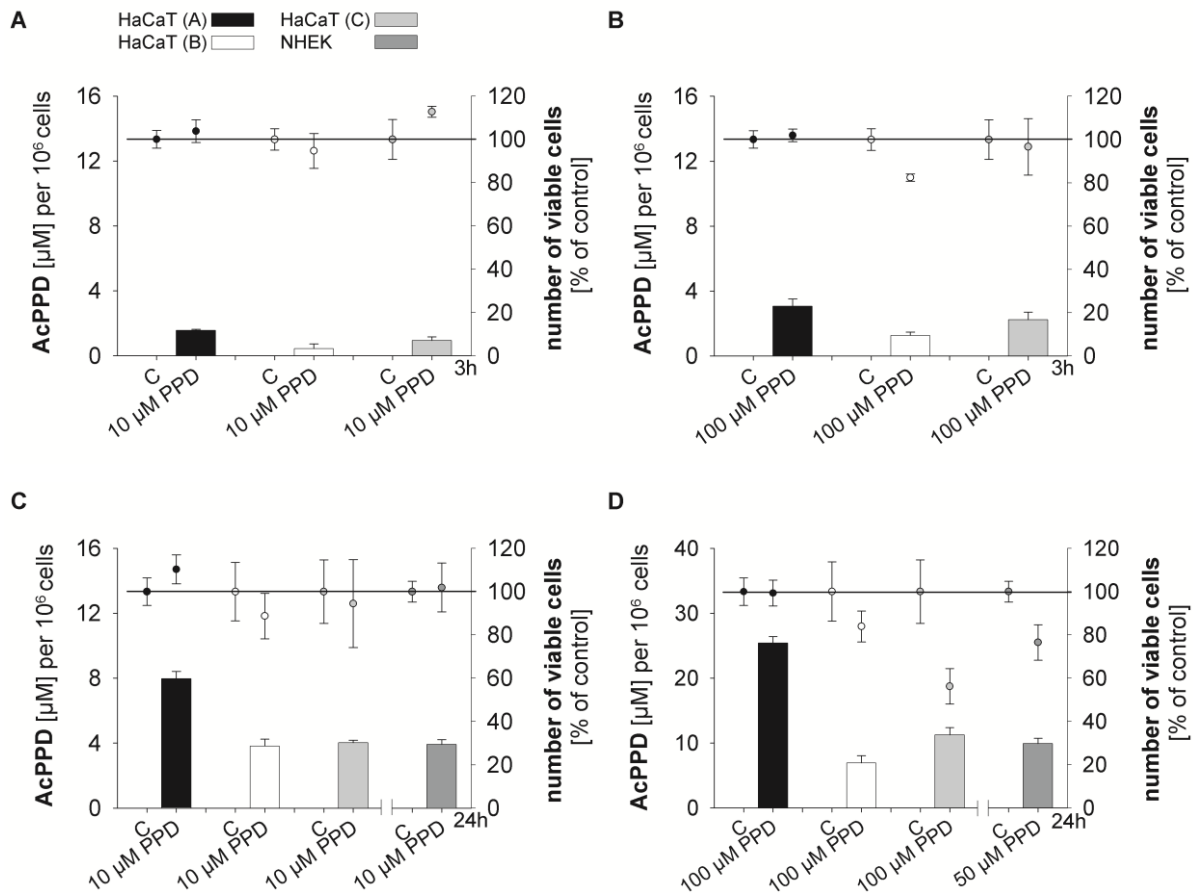 A
HaCaT (A)
HaCaT (C)
HaCaT (B)
NHEK
AcPPD [µM] per 10⁶ cells
16
12
8
4
0
120
100
80
60
40
20
0
number of viable cells
[% of control]
C
10 µM PPD
C
10 µM PPD
C
10 µM PPD
3h
B
AcPPD [µM] per 10⁶ cells
16
12
8
4
0
120
100
80
60
40
20
0
number of viable cells
[% of control]
C
100 µM PPD
C
100 µM PPD
C
100 µM PPD
3h
C
AcPPD [µM] per 10⁶ cells
16
12
8
4
0
120
100
80
60
40
20
0
number of viable cells
[% of control]
C
10 µM PPD
C
10 µM PPD
C
10 µM PPD
C
10 µM PPD
24h
D
AcPPD [µM] per 10⁶ cells
40
30
20
10
0
120
100
80
60
40
20
0
number of viable cells
[% of control]
C
100 µM PPD
C
100 µM PPD
C
100 µM PPD
C
50 µM PPD
24h